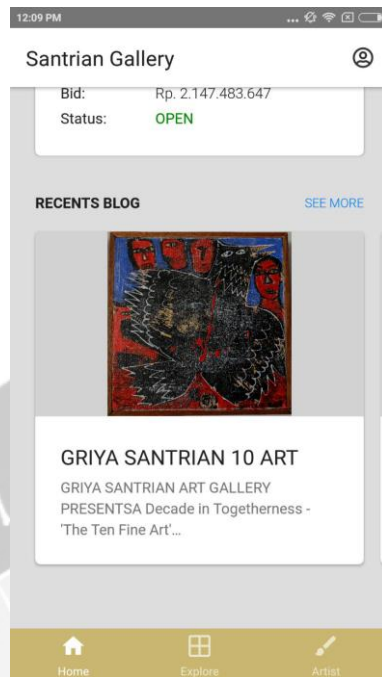 12:09 PM
...
Santrian Gallery
Bid: Rp. 2.147.483.647
Status: OPEN
RECENTS BLOG SEE MORE
GRIYA SANTRIAN 10 ART
GRIYA SANTRIAN ART GALLERY
PRESENTSA Decade in Togetherness -
'The Ten Fine Art'...
Home Explore Artist